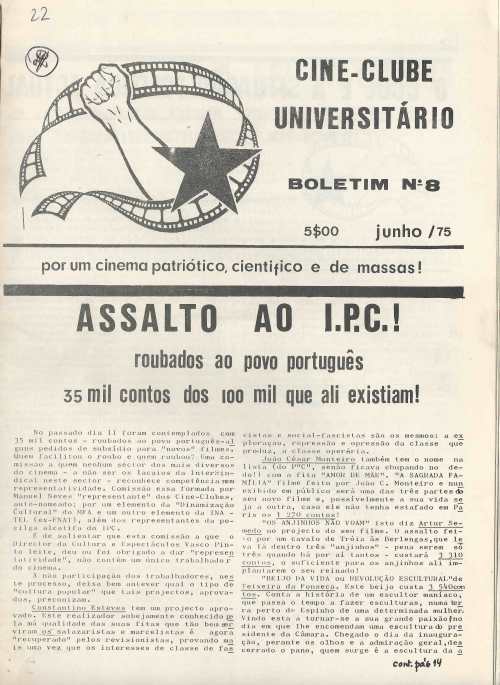 22
CINE-CLUBE
UNIVERSITÁRIO
BOLETIM Nº8
5$00 junho /75
por um cinema patriótico, científico e de massas!
ASSALTO AO I.P.C.!
roubados ao povo português
35 mil contos dos 100 mil que ali existiam!
No passado dia 11 foram contemplados com
35 mil contos - roubados ao povo português-al
guns pedidos de subsídio para "novos" filmes.
Quem facilitou o roubo e quem roubou? Uma co-
missão a quem nenhum sector dos mais diversos
do cinema - a não ser os lacaios da Intersin-
dical neste sector - reconhece competência nem
representatividade. Comissão essa formada por
Manuel Neves "representante" dos Cine-Clubes,
auto-nomeado; por um elemento da "Dinamização
Cultural" do MFA e um outro elemento da INA -
TEL (ex-FNAT), além dos representantes da po-
silga alcatifa do IPC.
É de salientar que esta comissão a que o
Director da Cultura e Espectáculos Vasco Pin-
to leite, deu ou foi obrigado a dar "represen
tatividade", não contém um único trabalhador
do cinema.
A não participação dos trabalhadores, nes
te processo, deixa bem antever qual o tipo de
"cultura popular" que tais projectos, aprova-
dos, preconizam.
Constantino Esteves tem um projecto apro-
vado. Este realizador sobejamente conhecido pe
la má qualidade das suas fitas que tão bem ser
viram os salazaristas e marcelistas é agora
"recuperado" pelos revisionistas, provando ma
is uma vez que os interesses de classe de fas
cistas e social-fascistas são os mesmos: a ex
ploração, repressão e opressão da classe que
produz, a classe operária.
João César Monteiro também tem o nome na
lista (do IPC), senão ficava chupando no de-
do!! com a fita "AMOR DE MÃE". "A SAGRADA FA-
MÍLIA" filme feito por João C. Monteiro e nun
exibido em público será uma das três partes do
seu novo filme e, possivelmente a sua vida se
ja a outra, caso ele não tenha estafado em Pa
ris os 1 270 contos!
"OS ANJINHOS NÃO VOAM" isto diz Artur Se-
medo no projecto do seu filme. O assalto fei-
to por um cavalo de Tróia às Berlengas, que le
va lá dentro três "anjinhos" - pena serem só
três quando há por aí tantos - custará 1 310
contos, o suficiente para os anjinhos ali im-
plantarem o seu reinado!
"BEIJO DA VIDA ou REVOLUÇÃO ESCULTURAL" de
Teixeira da Fonseca. Este beijo custa 3 540 con
tos. Conta a história de um escultor maníaco,
que passa o tempo a fazer esculturas, numa ter
ra perto de Espinho de uma determinada mulher.
Vindo esta a tornar-se a sua grande paixão! no
dia em que lhe encomendam uma escultura do pre
sidente da Câmara. Chegado o dia da inaugura-
ção, perante os olhos e a admiração geral, des
cerrado o pano, quem surge é a escultura da a
cont. pág 14